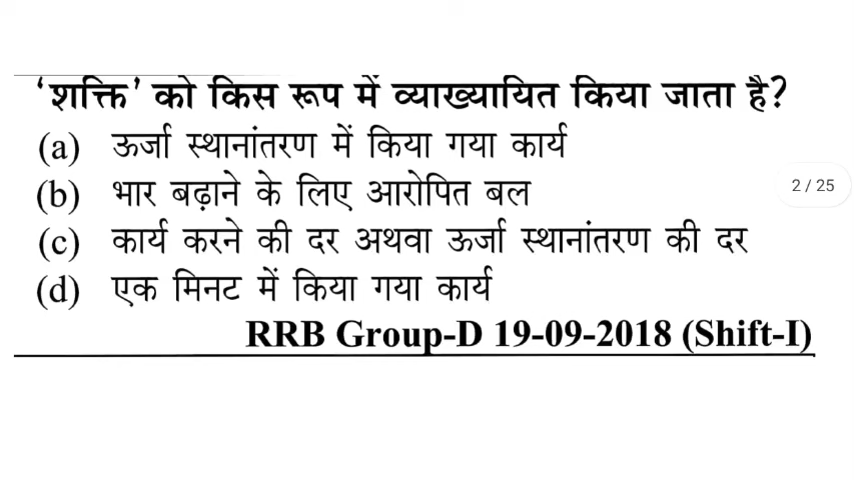 ‘शक्ति’ को किस रूप में व्याख्यायित किया जाता है?
(a) ऊर्जा स्थानांतरण में किया गया कार्य
(b) भार बढ़ाने के लिए आरोपित बल
2 / 25
(c) कार्य करने की दर अथवा ऊर्जा स्थानांतरण की दर
(d) एक मिनट में किया गया कार्य
RRB Group-D 19-09-2018 (Shift-I)